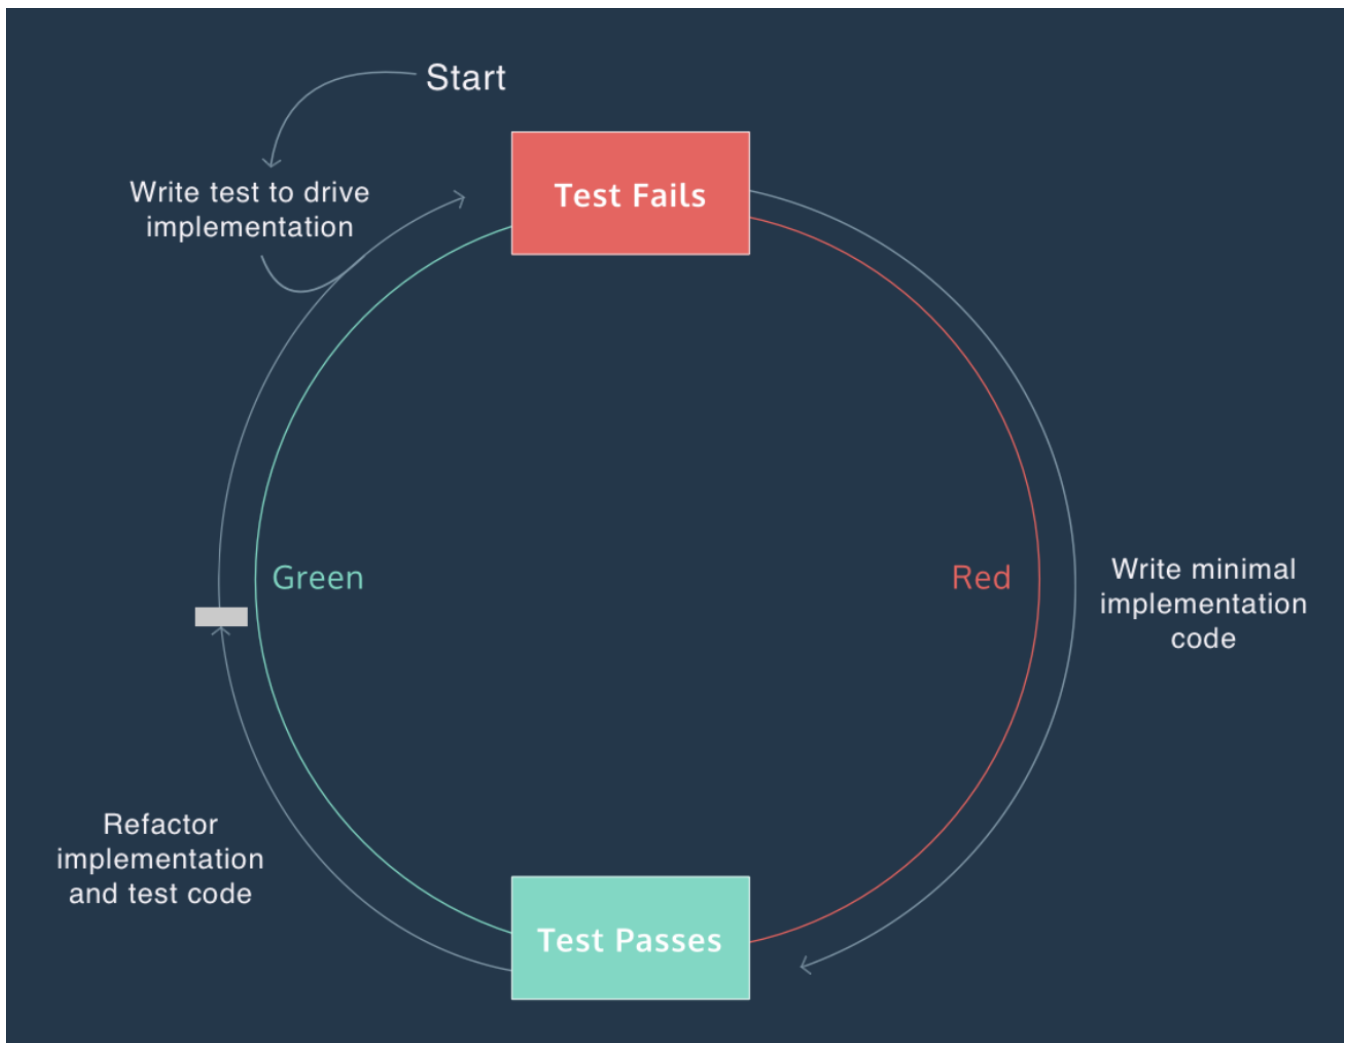 Start
Write test to drive
implementation
Test Fails
Green
Red
Write minimal
implementation
code
Refactor
implementation
and test code
Test Passes